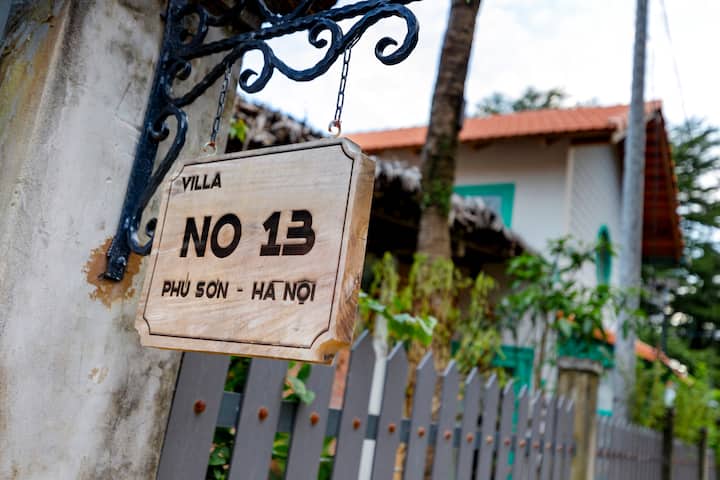 VILLA
NO 13
PHÚ SƠN - HÀ NỘI